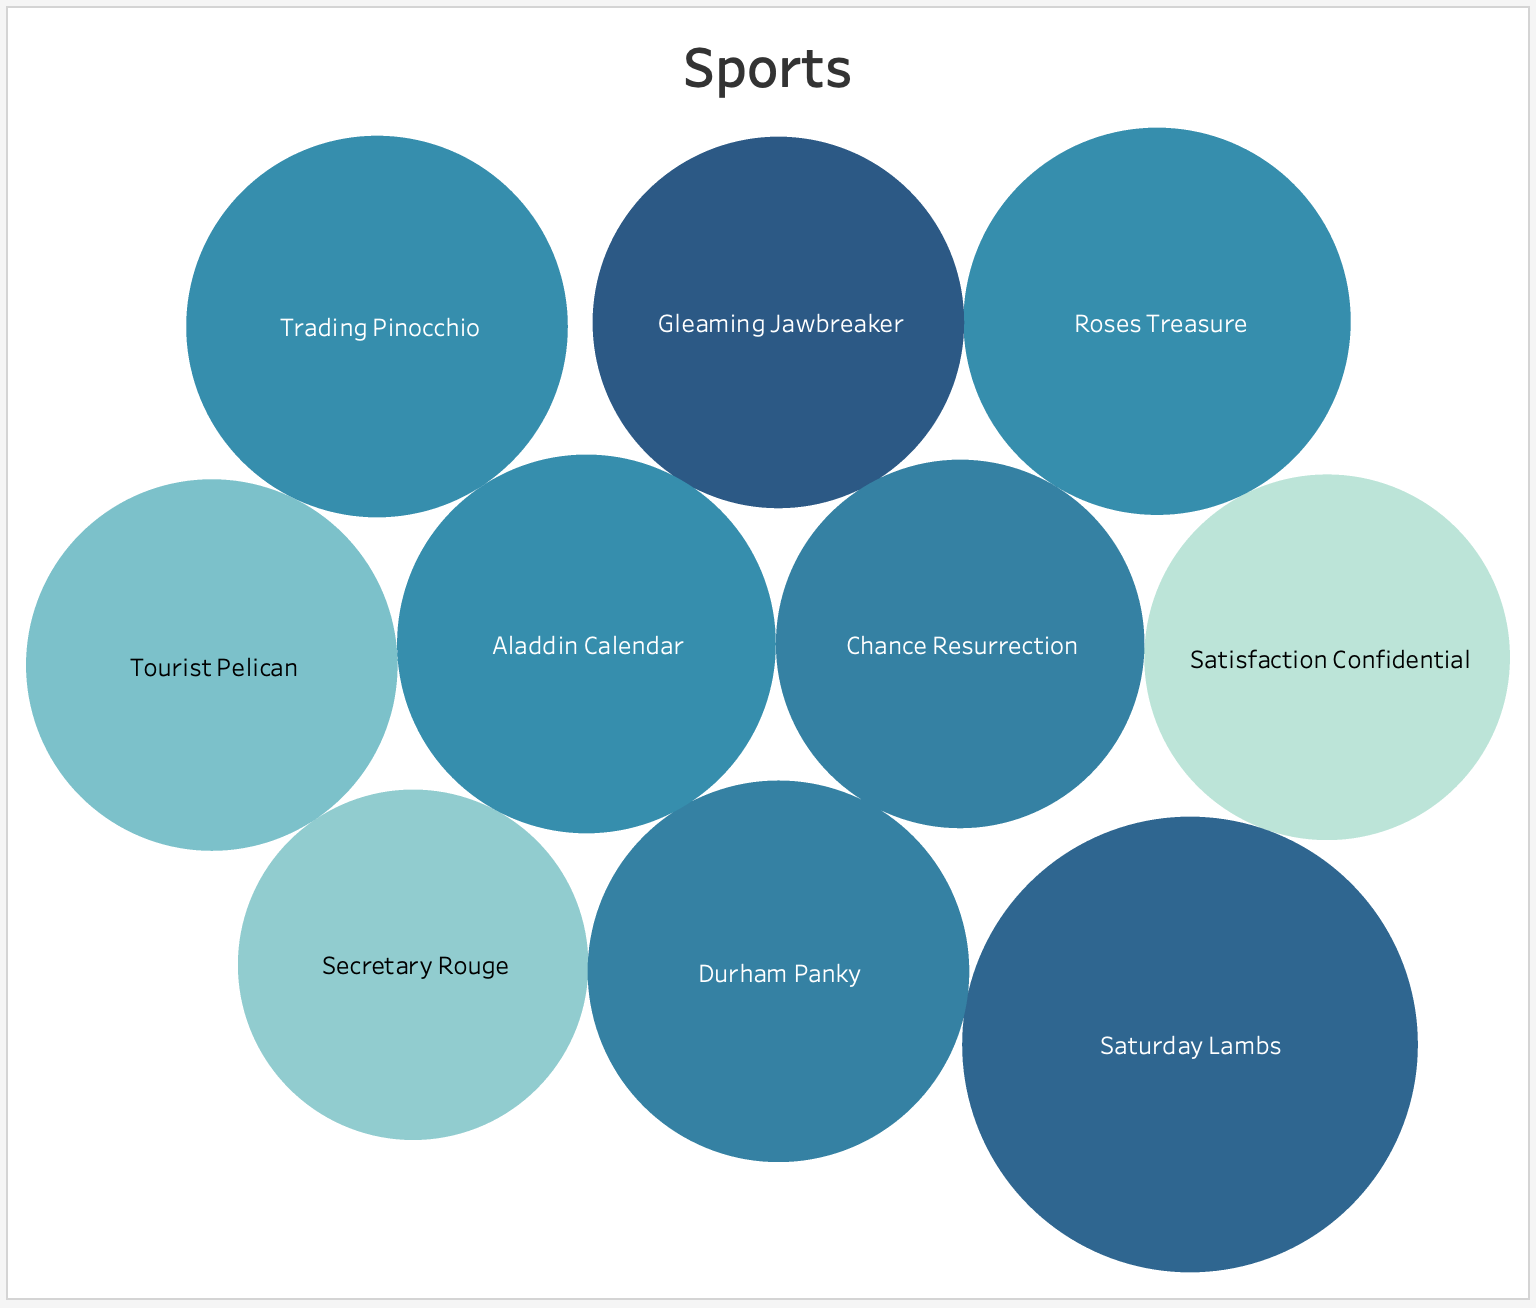 Sports
Trading Pinocchio
Gleaming Jawbreaker
Roses Treasure
Tourist Pelican
Aladdin Calendar
Chance Resurrection
Satisfaction Confidential
Secretary Rouge
Durham Panky
Saturday Lambs